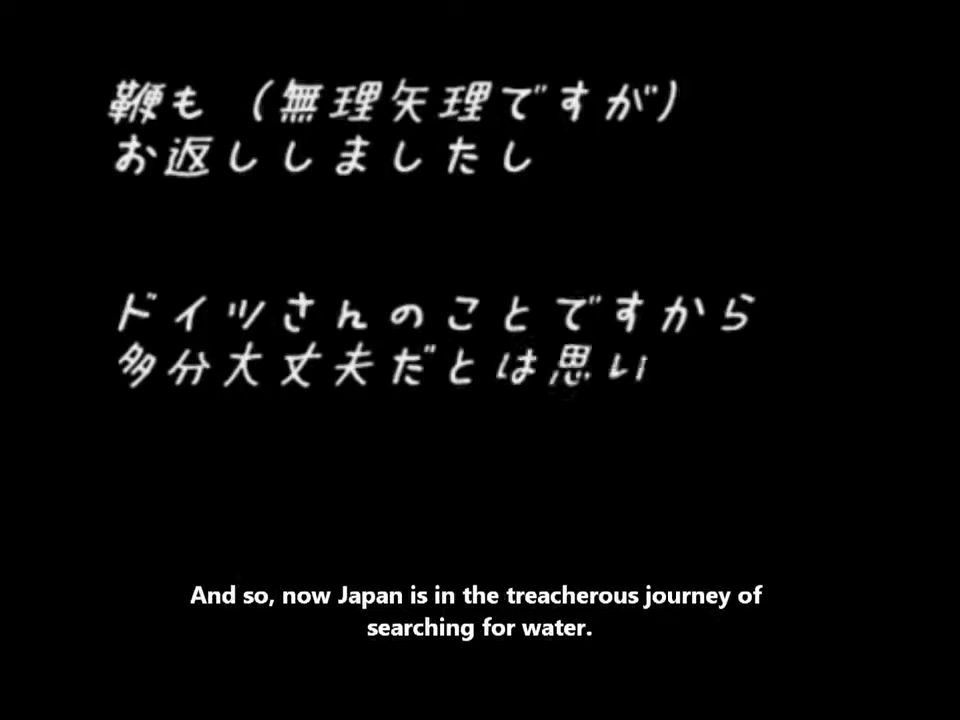 鞭も（無理矢理ですが）
お返ししましたし
ドイツさんのことですから
多分大丈夫だとは思い
And so, now Japan is in the treacherous journey of
searching for water.